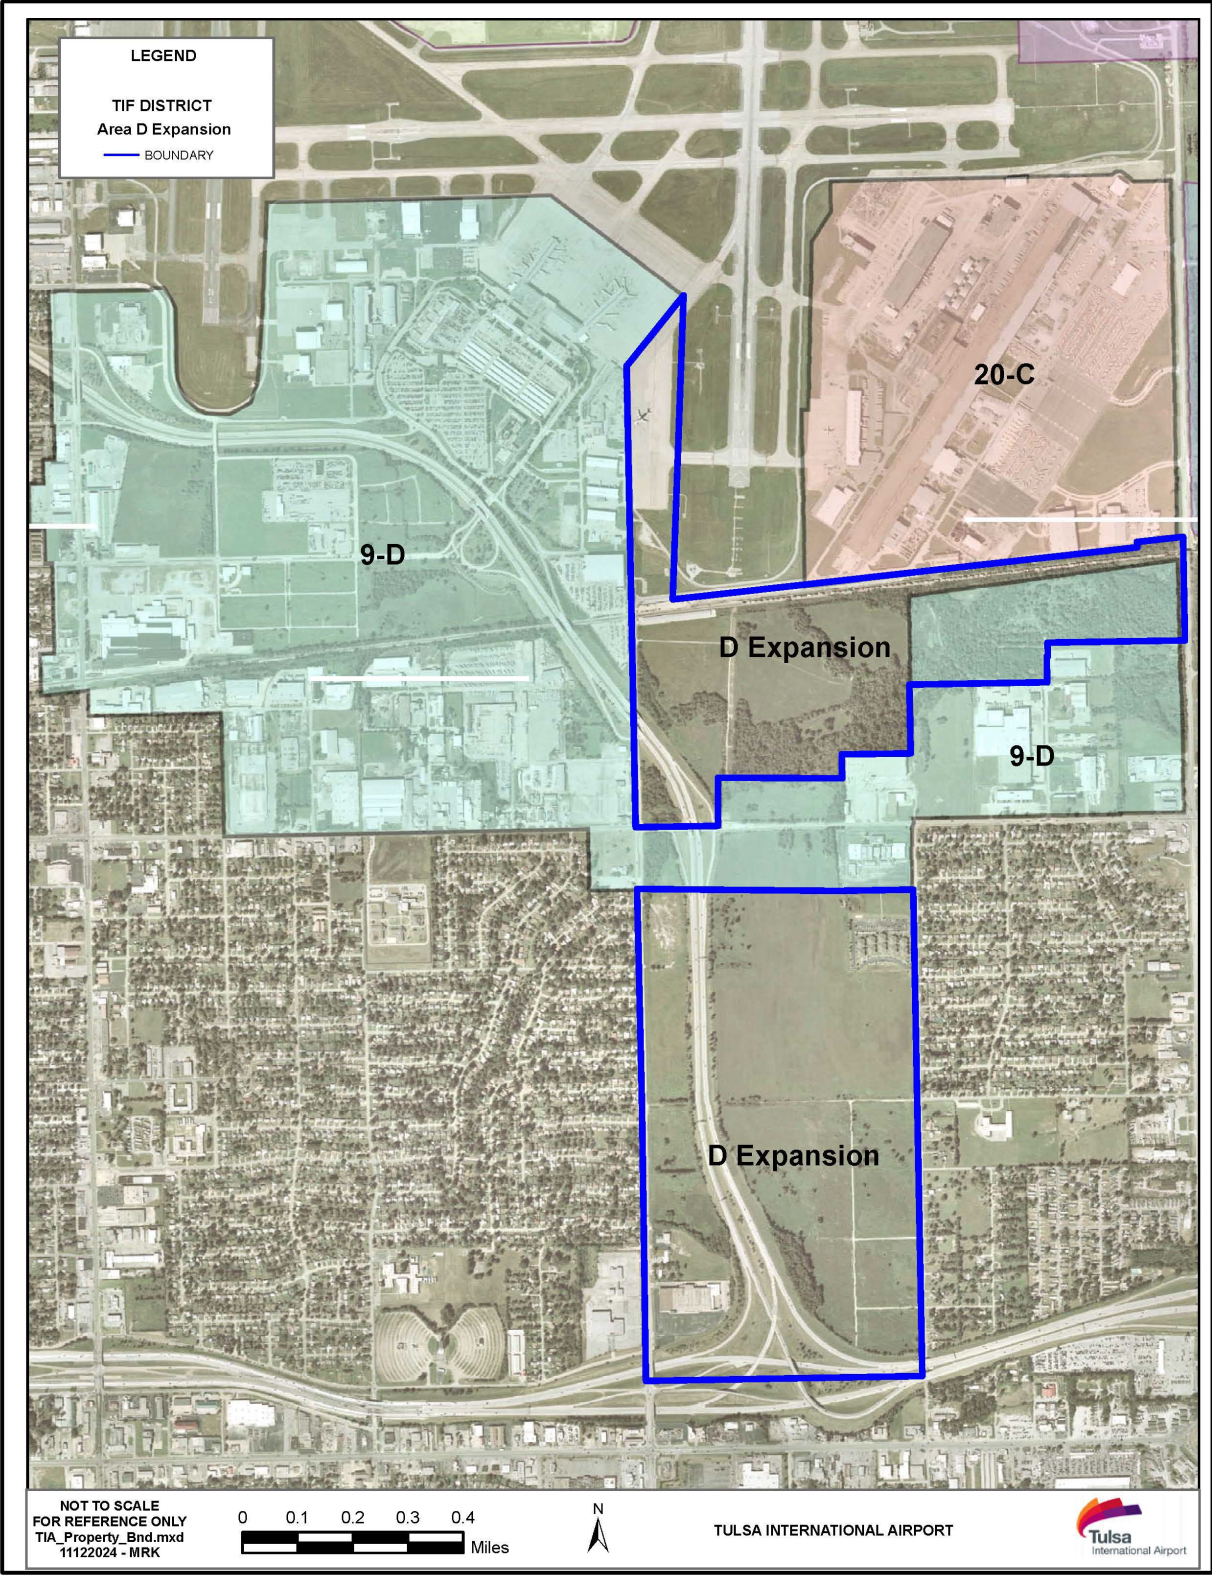 LEGEND
TIF DISTRICT
Area D Expansion
BOUNDARY
20-C
9-D
D Expansion
9-D
D Expansion
NOT TO SCALE
FOR REFERENCE ONLY
TIA_Property_Bnd.mxd
11122024 - MRK
0 0.1 0.2 0.3 0.4
Miles
N
TULSA INTERNATIONAL AIRPORT
Tulsa
International Airport